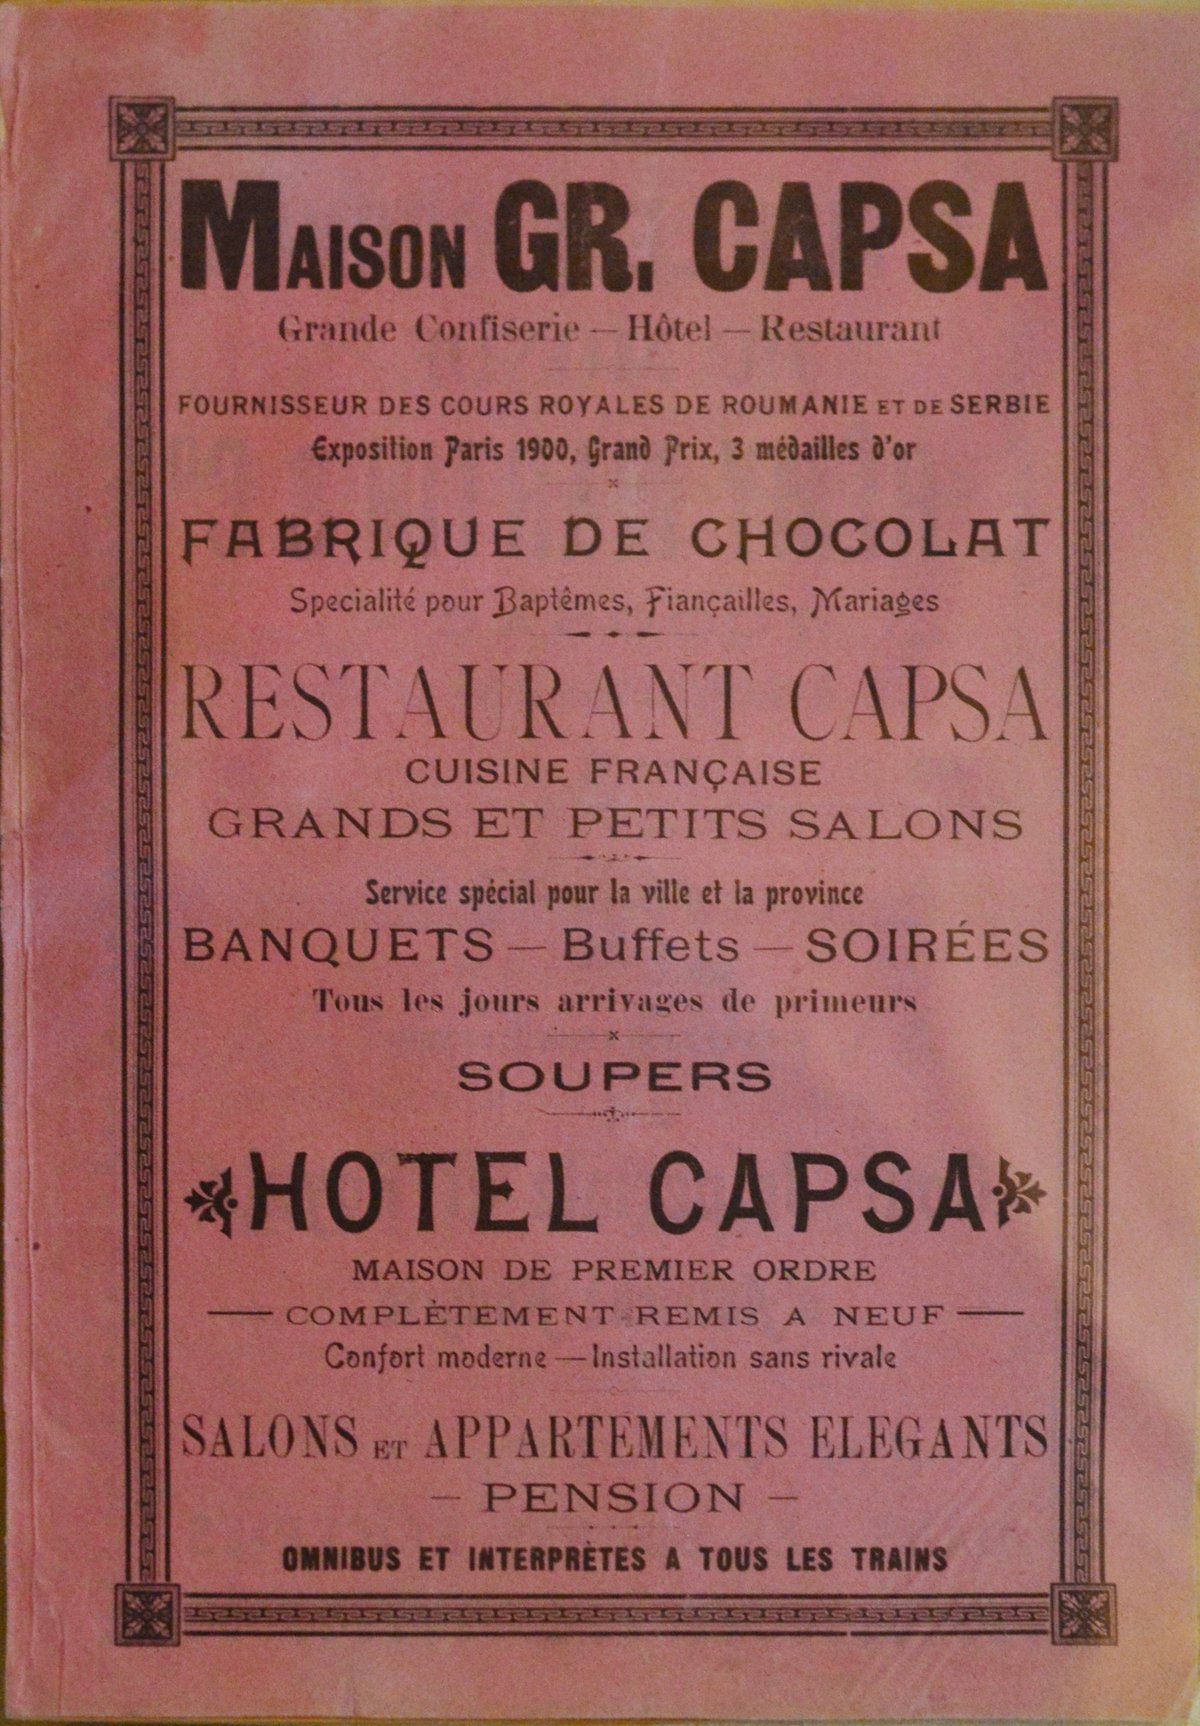 Maison GR. CAPSA
Grande Confiserie — Hôtel — Restaurant
FOURNISSEUR DES COURS ROYALES DE ROUMANIE ET DE SERBIE
Exposition Paris 1900, Grand Prix, 3 médailles d'or
FABRIQUE DE CHOCOLAT
Specialité pour Baptêmes, Fiançailles, Mariages
RESTAURANT CAPSA
CUISINE FRANÇAISE
GRANDS ET PETITS SALONS
Service spécial pour la ville et la province
BANQUETS — Buffets — SOIRÉES
Tous les jours arrivages de primeurs
SOUPERS
HOTEL CAPSA
MAISON DE PREMIER ORDRE
— COMPLÈTEMENT REMIS A NEUF —
Confort moderne — Installation sans rivale
SALONS ET APPARTEMENTS ELEGANTS
— PENSION —
OMNIBUS ET INTERPRÈTES A TOUS LES TRAINS